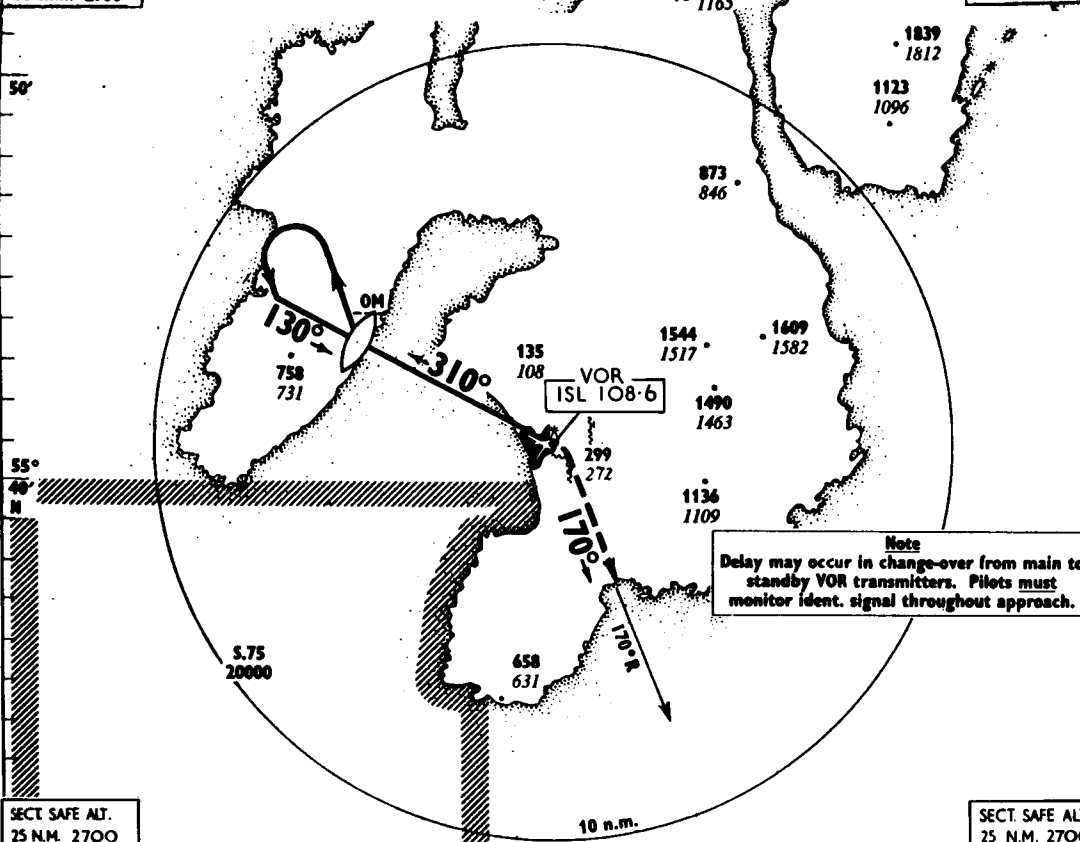 1165
1839
1812
50'
1123
1096
873
846
OM
130°
310°
758
731
135
108
VOR
ISL 108·6
1544
1517
1609
1582
1490
1463
55°
40'
N
299
272
1136
1109
170°
Note
Delay may occur in change-over from main to
standby VOR transmitters. Pilots must
monitor ident. signal throughout approach.
170°R
S.75
20000
658
631
10 n.m.
SECT. SAFE ALT.
25 N.M. 2700
SECT. SAFE AL
25 N.M. 270